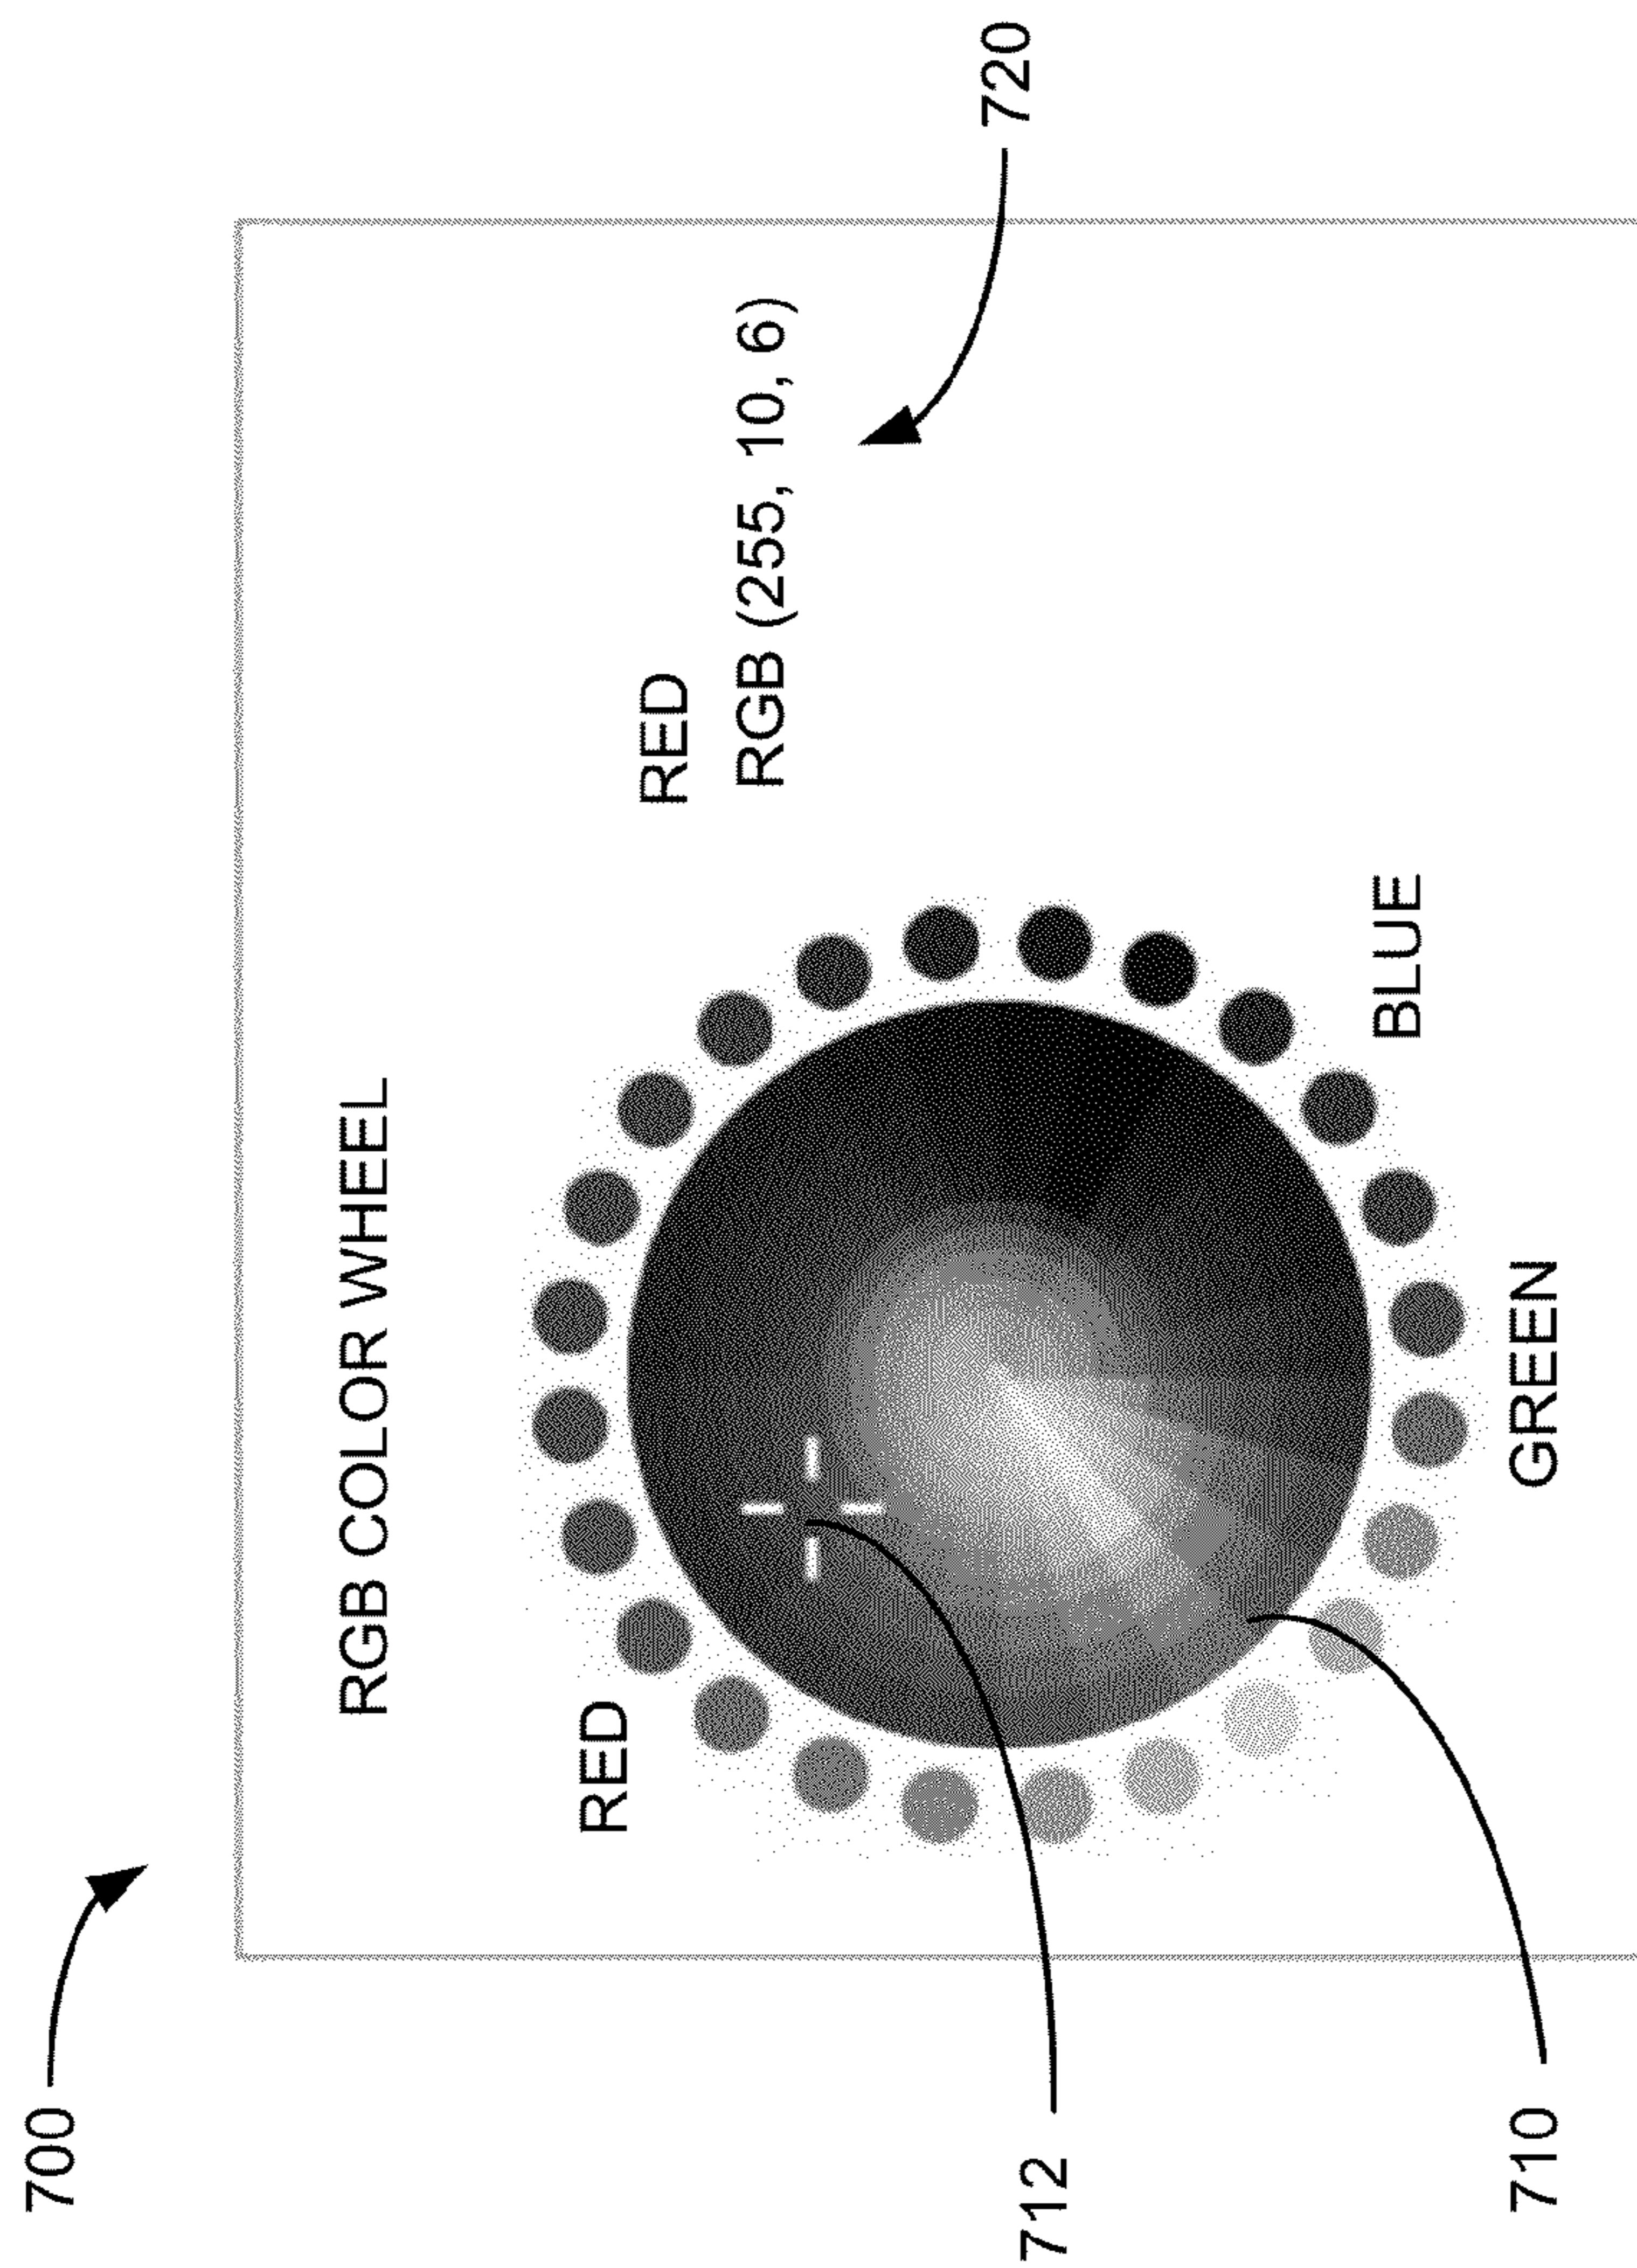 700
RGB COLOR WHEEL
RED
RED
RGB (255, 10, 6)
720
712
BLUE
GREEN
710